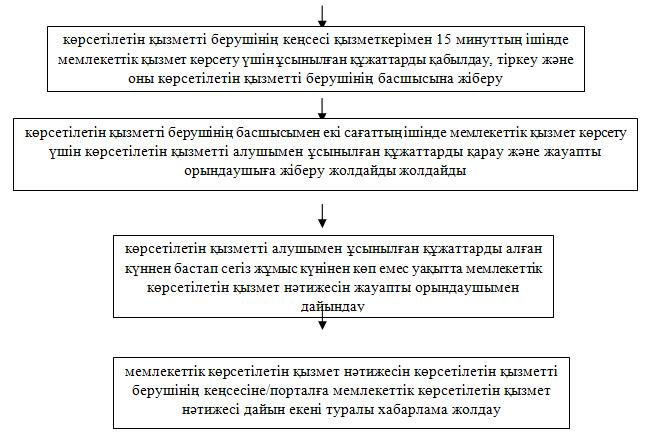 көрсетілетін қызметті берушінің кеңсесі қызметкерімен 15 минуттың ішінде
мемлекеттік қызмет көрсету үшін ұсынылған құжаттарды қабылдау, тіркеу және
оны көрсетілетін қызметті берушінің басшысына жіберу
көрсетілетін қызметті берушінің басшысымен екі сағаттың ішінде мемлекеттік қызмет көрсету
үшін көрсетілетін қызметті алушымен ұсынылған құжаттарды қарау және жауапты
орындаушыға жіберу жолдайды жолдайды
көрсетілетін қызметті алушымен ұсынылған құжаттарды алған
күннен бастап сегіз жұмыс күнінен көп емес уақытта мемлекеттік
көрсетілетін қызмет нәтижесін жауапты орындаушымен
дайындау
мемлекеттік көрсетілетін қызмет нәтижесін көрсетілетін қызметті
берушінің кеңсесіне/порталға мемлекеттік көрсетілетін қызмет
нәтижесі дайын екені туралы хабарлама жолдау